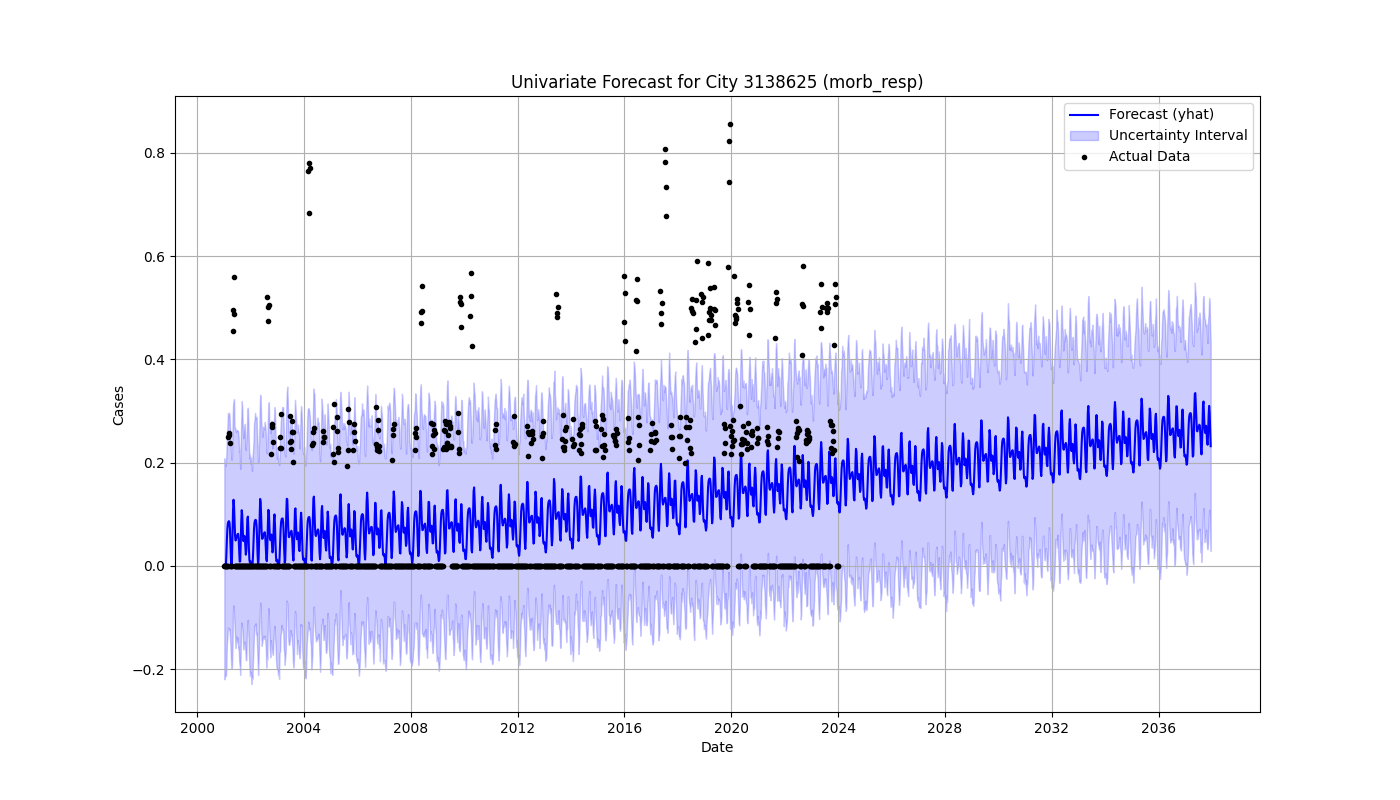 Univariate Forecast for City 3138625 (morb_resp)
Forecast (yhat)
Uncertainty Interval
Actual Data
Cases
0.8
0.6
0.4
0.2
0.0
−0.2
2000 2004 2008 2012 2016 2020 2024 2028 2032 2036
Date